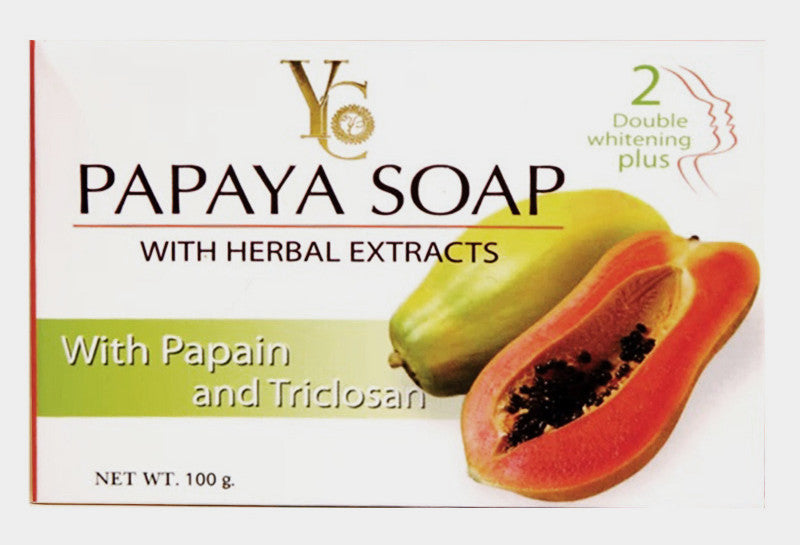 YC
2
Double
whitening
plus
PAPAYA SOAP
WITH HERBAL EXTRACTS
With Papain
and Triclosan
NET WT. 100 g.